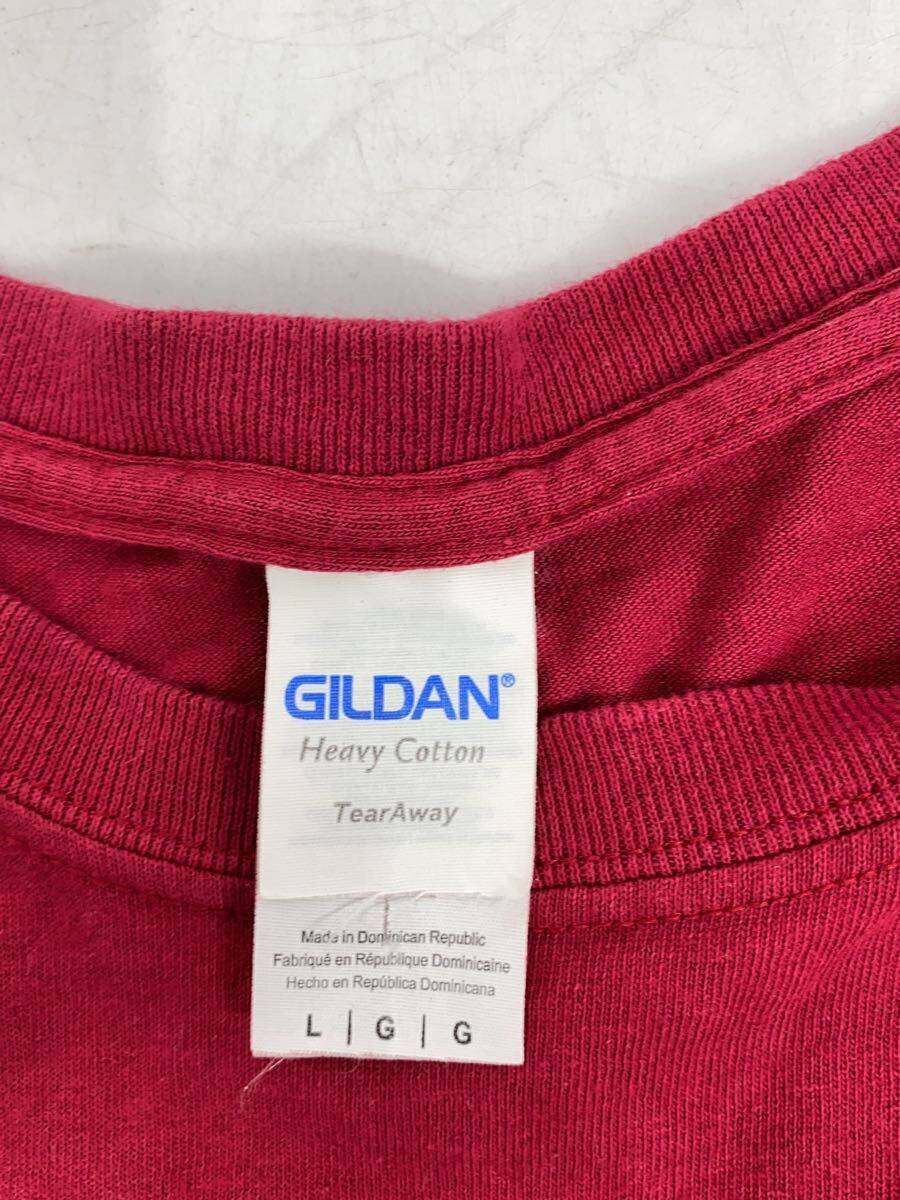 GILDAN®
Heavy Cotton
TearAway
Made in Dominican Republic
Fabriqué en République Dominicaine
Hecho en República Dominicana
L | G | G